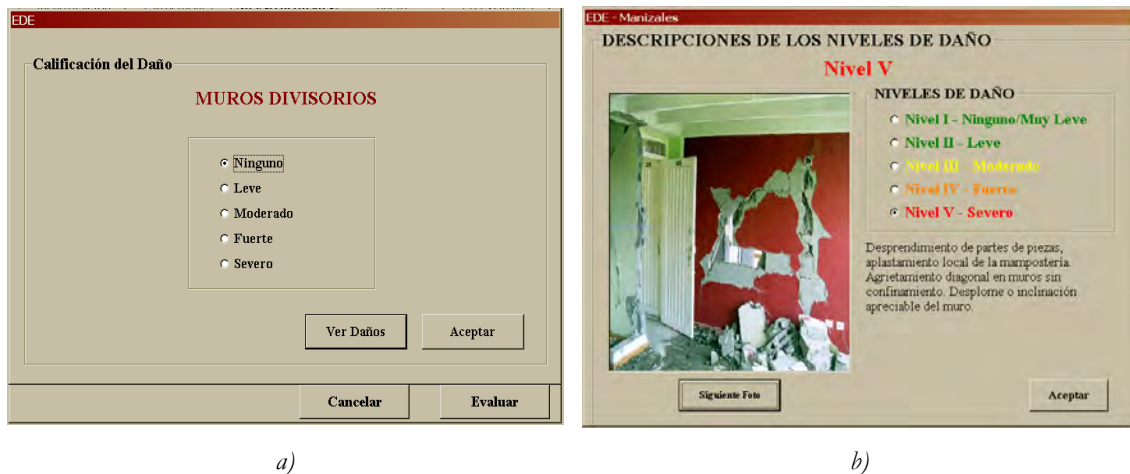 EDE
Calificación del Daño
MUROS DIVISORIOS
Ninguno
Leve
Moderado
Fuerte
Severo
Ver Daños
Aceptar
Cancelar
Evaluar
a)
EDE - Manizales
DESCRIPCIONES DE LOS NIVELES DE DAÑO
Nivel V
NIVELES DE DAÑO
Nivel I - Ninguno/Muy Leve
Nivel II - Leve
Nivel III - Moderado
Nivel IV - Fuerte
Nivel V - Severo
Desprendimiento de partes de piezas,
aplastamiento local de la mampostería.
Agrietamiento diagonal en muros sin
confinamiento. Desplome o inclinación
apreciable del muro.
Siguiente Foto
Aceptar
b)